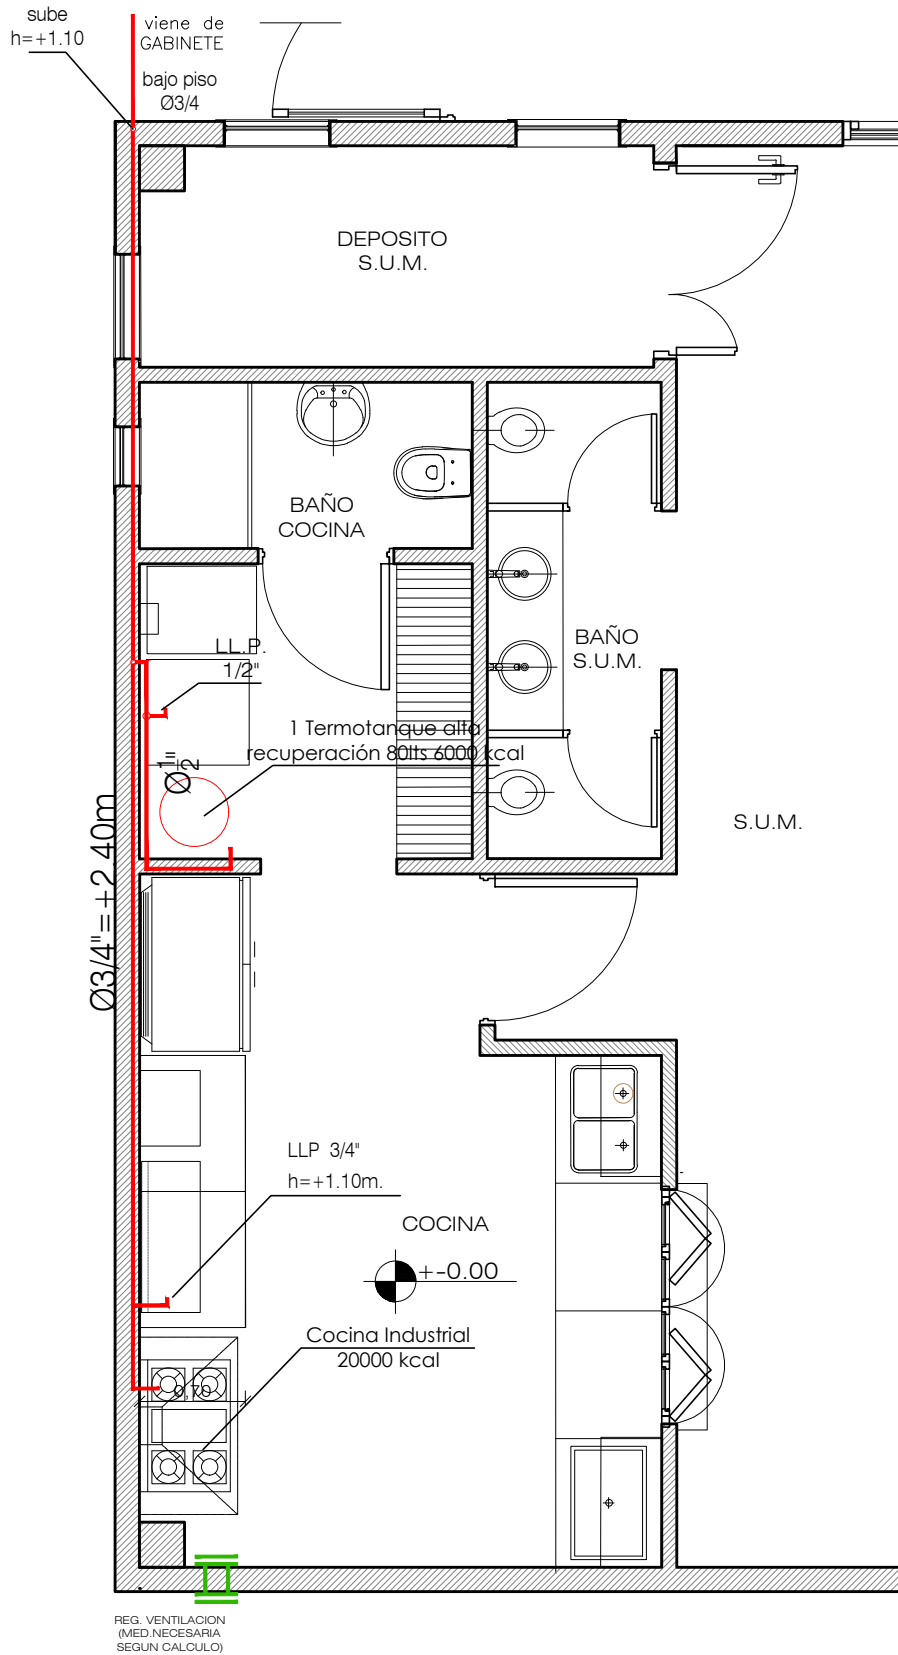 sube
h=+1.10
viene de
GABINETE
bajo piso
Ø3/4
DEPOSITO
S.U.M.
BAÑO
COCINA
LL.P.
1/2"
BAÑO
S.U.M.
1 Termotanque alta
recuperación 80lts 6000 kcal
Ø1/2"
S.U.M.
Ø3/4"=+2.40m
LLP 3/4"
h=+1.10m.
COCINA
+-0.00
Cocina Industrial
20000 kcal
0,70
REG. VENTILACION
(MED.NECESARIA
SEGUN CALCULO)